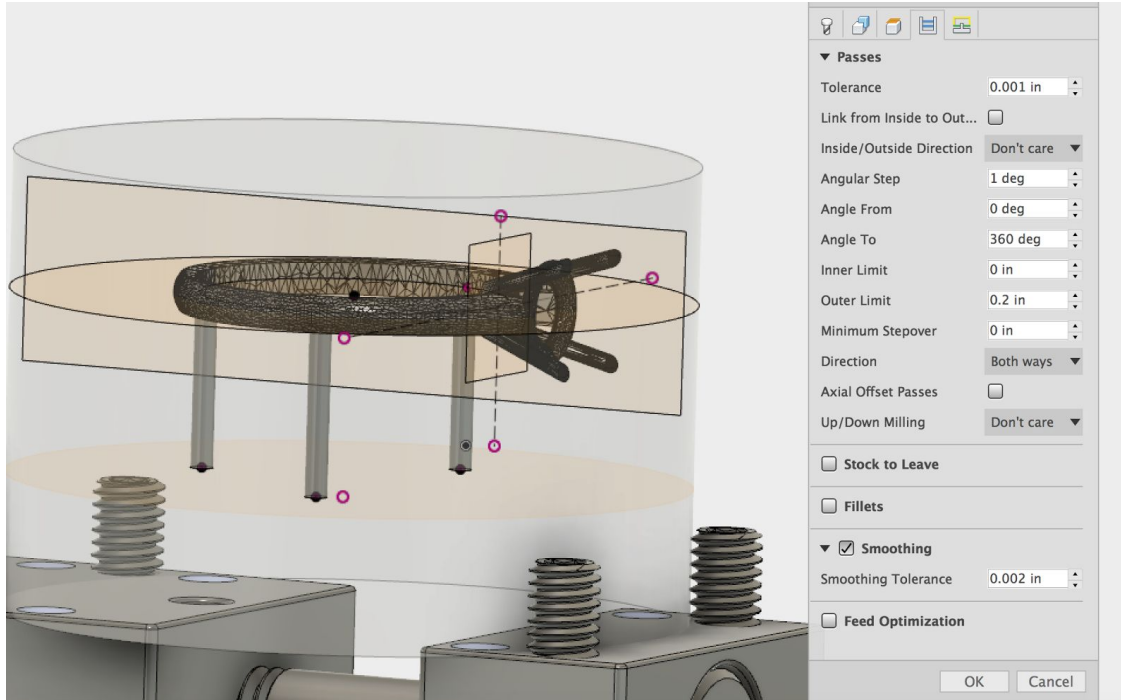 Passes
Tolerance 0.001 in
Link from Inside to Out...
Inside/Outside Direction Don't care
Angular Step 1 deg
Angle From 0 deg
Angle To 360 deg
Inner Limit 0 in
Outer Limit 0.2 in
Minimum Stepover 0 in
Direction Both ways
Axial Offset Passes
Up/Down Milling Don't care
Stock to Leave
Fillets
Smoothing
Smoothing Tolerance 0.002 in
Feed Optimization
OK Cancel